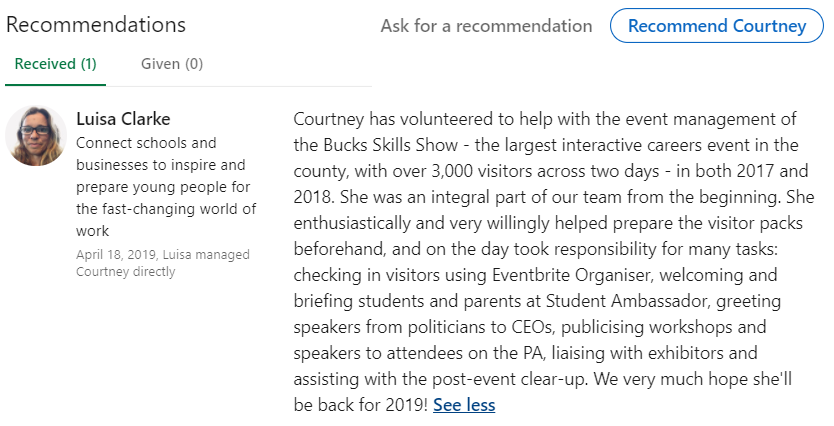 Recommendations
Ask for a recommendation
Recommend Courtney
Received (1)
Given (0)
Luisa Clarke
Connect schools and
businesses to inspire and
prepare young people for
the fast-changing world of
work
April 18, 2019, Luisa managed
Courtney directly
Courtney has volunteered to help with the event management of
the Bucks Skills Show - the largest interactive careers event in the
county, with over 3,000 visitors across two days - in both 2017 and
2018. She was an integral part of our team from the beginning. She
enthusiastically and very willingly helped prepare the visitor packs
beforehand, and on the day took responsibility for many tasks:
checking in visitors using Eventbrite Organiser, welcoming and
briefing students and parents at Student Ambassador, greeting
speakers from politicians to CEOs, publicising workshops and
speakers to attendees on the PA, liaising with exhibitors and
assisting with the post-event clear-up. We very much hope she'll
be back for 2019! See less